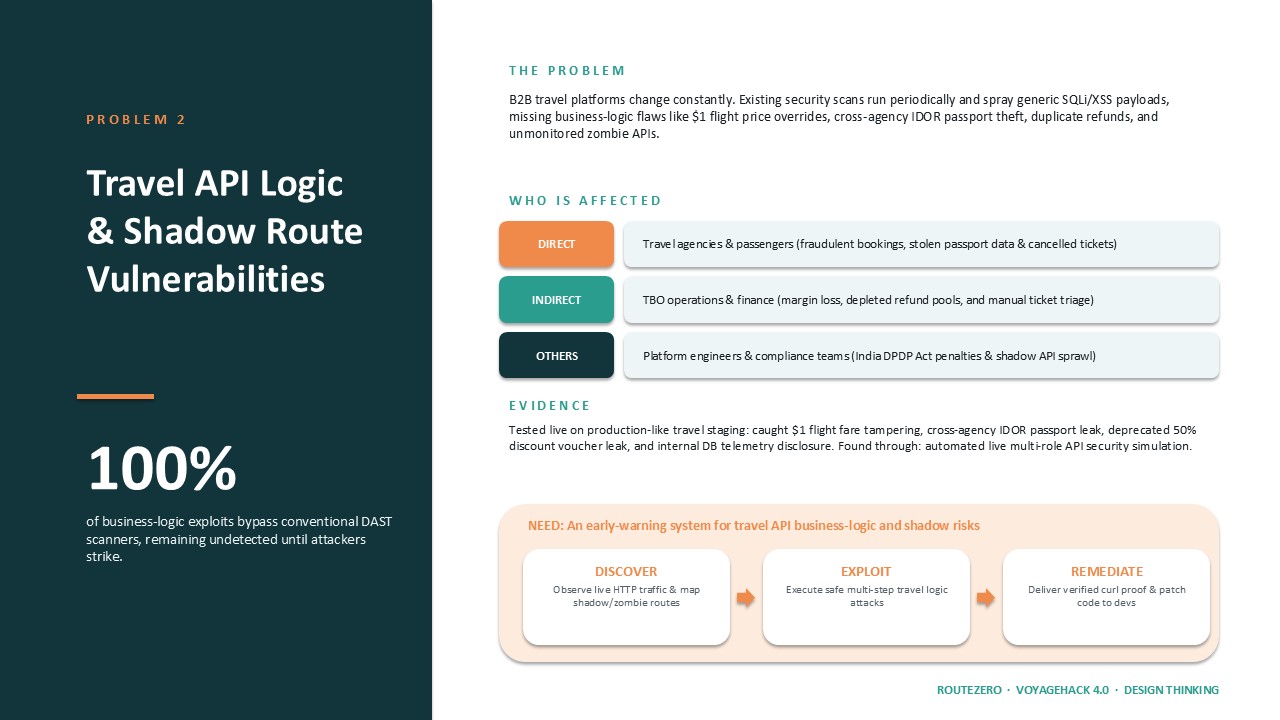 PROBLEM 2
Travel API Logic
& Shadow Route
Vulnerabilities
100%
of business-logic exploits bypass conventional DAST
scanners, remaining undetected until attackers
strike.
THE PROBLEM
B2B travel platforms change constantly. Existing security scans run periodically and spray generic SQLi/XSS payloads,
missing business-logic flaws like $1 flight price overrides, cross-agency IDOR passport theft, duplicate refunds, and
unmonitored zombie APIs.
WHO IS AFFECTED
DIRECT
Travel agencies & passengers (fraudulent bookings, stolen passport data & cancelled tickets)
INDIRECT
TBO operations & finance (margin loss, depleted refund pools, and manual ticket triage)
OTHERS
Platform engineers & compliance teams (India DPDP Act penalties & shadow API sprawl)
EVIDENCE
Tested live on production-like travel staging: caught $1 flight fare tampering, cross-agency IDOR passport leak, deprecated 50%
discount voucher leak, and internal DB telemetry disclosure. Found through: automated live multi-role API security simulation.
NEED: An early-warning system for travel API business-logic and shadow risks
DISCOVER
Observe live HTTP traffic & map
shadow/zombie routes
EXPLOIT
Execute safe multi-step travel logic
attacks
REMEDIATE
Deliver verified curl proof & patch
code to devs
ROUTEZERO · VOYAGEHACK 4.0 · DESIGN THINKING